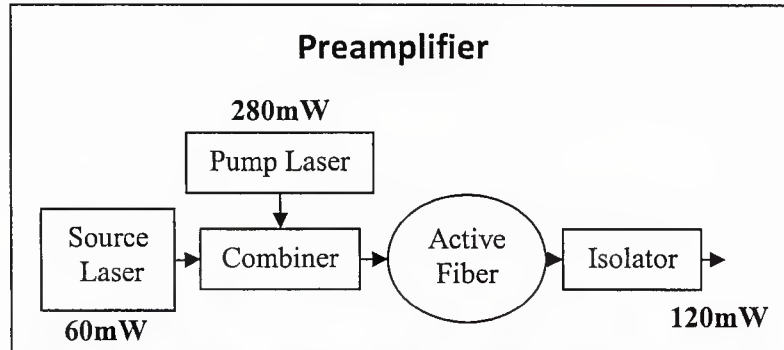 Preamplifier
280mW
Pump Laser
Source
Laser
Combiner
Active
Fiber
Isolator
60mW
120mW